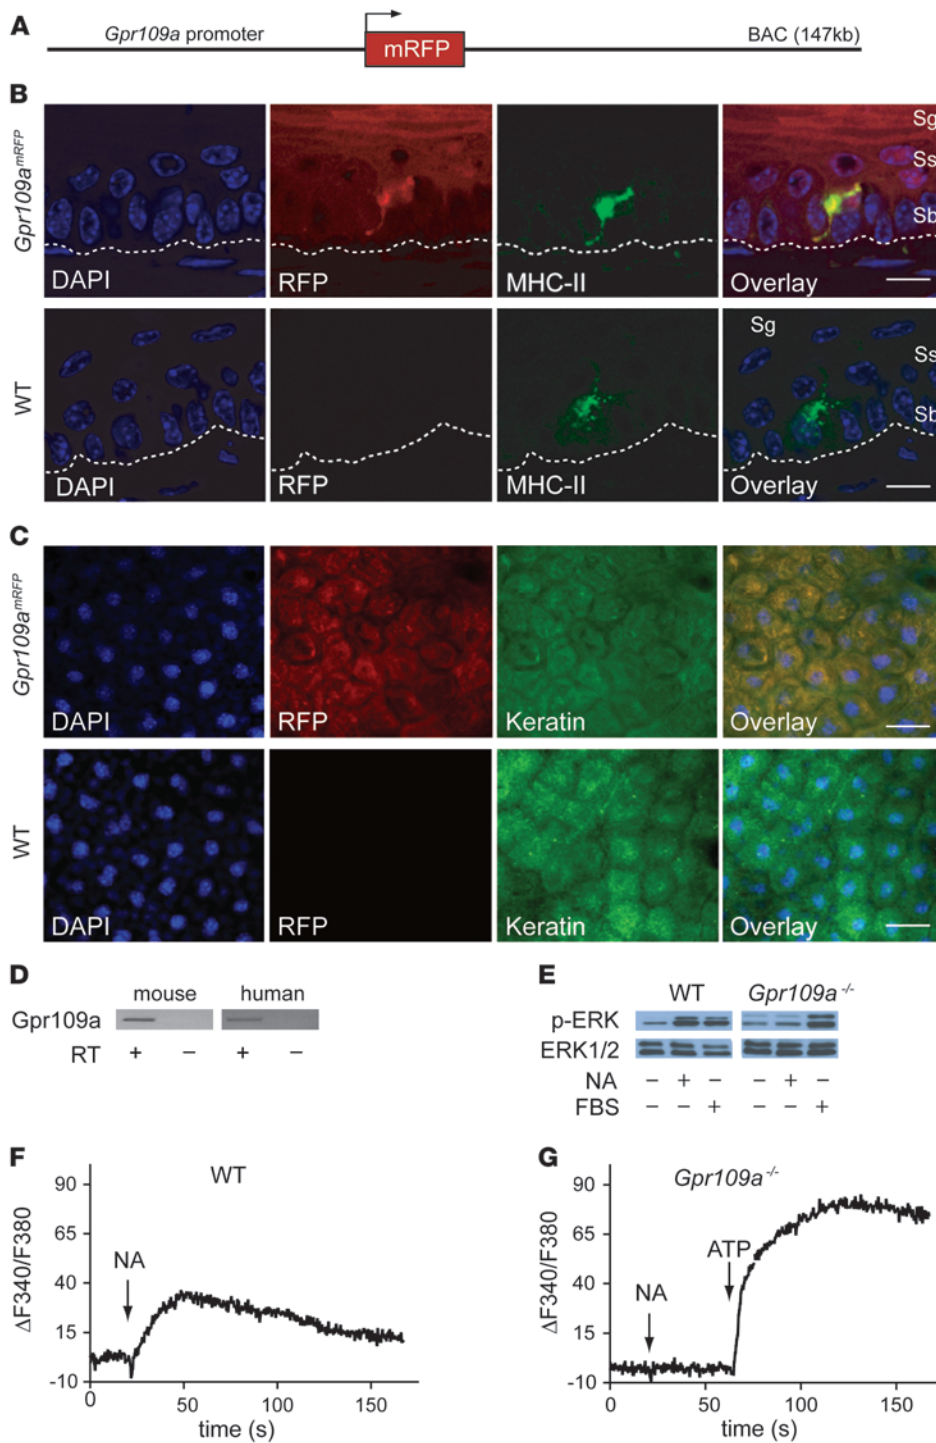 A
Gpr109a promoter
mRFP
BAC (147kb)
B
Gpr109a^mRFP
DAPI
RFP
MHC-II
Overlay
Sg
Ss
Sb
WT
DAPI
RFP
MHC-II
Overlay
Sg
Ss
Sb
C
Gpr109a^mRFP
DAPI
RFP
Keratin
Overlay
WT
DAPI
RFP
Keratin
Overlay
D
mouse human
Gpr109a
RT + − + −
E
WT Gpr109a^-/-
p-ERK
ERK1/2
NA − + − − + −
FBS − − + − − +
F
WT
ΔF340/F380
90
65
40
15
-10
NA
0 50 100 150
time (s)
G
Gpr109a^-/-
ΔF340/F380
90
65
40
15
-10
NA
ATP
0 50 100 150
time (s)